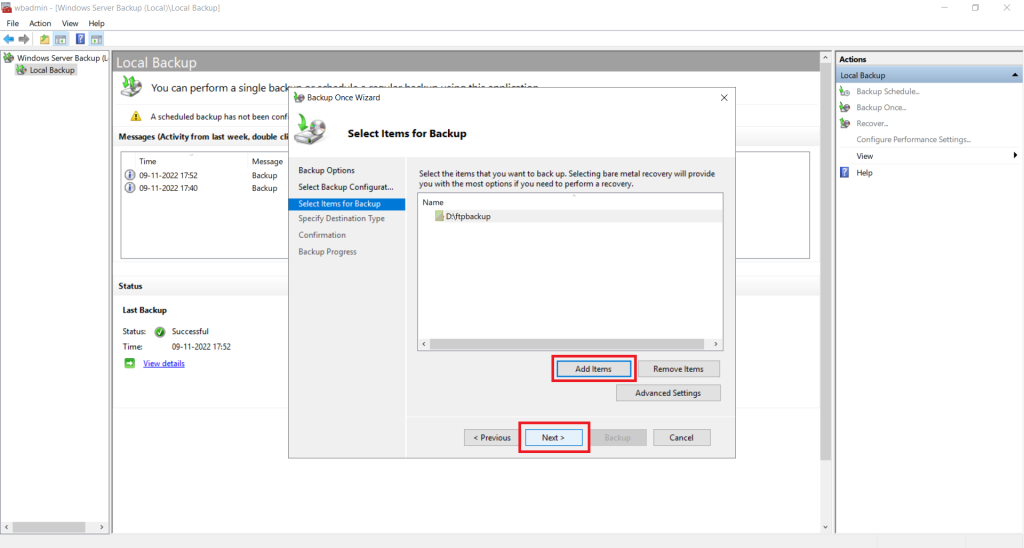 wbadmin - [Windows Server Backup (Local)\Local Backup]
File Action View Help
Windows Server Backup (L
Local Backup
Local Backup
You can perform a single backup or schedule a regular backup using this application.
A scheduled backup has not been conf
Messages (Activity from last week, double cli
Time Message
09-11-2022 17:52 Backup
09-11-2022 17:40 Backup
Status
Last Backup
Status: Successful
Time: 09-11-2022 17:52
View details
Backup Once Wizard
Select Items for Backup
Backup Options
Select Backup Configurat...
Select Items for Backup
Specify Destination Type
Confirmation
Backup Progress
Select the items that you want to back up. Selecting bare metal recovery will provide
you with the most options if you need to perform a recovery.
Name
D:\ftpbackup
Add Items Remove Items
Advanced Settings
< Previous Next > Backup Cancel
Actions
Local Backup
Backup Schedule...
Backup Once...
Recover...
Configure Performance Settings...
View
Help